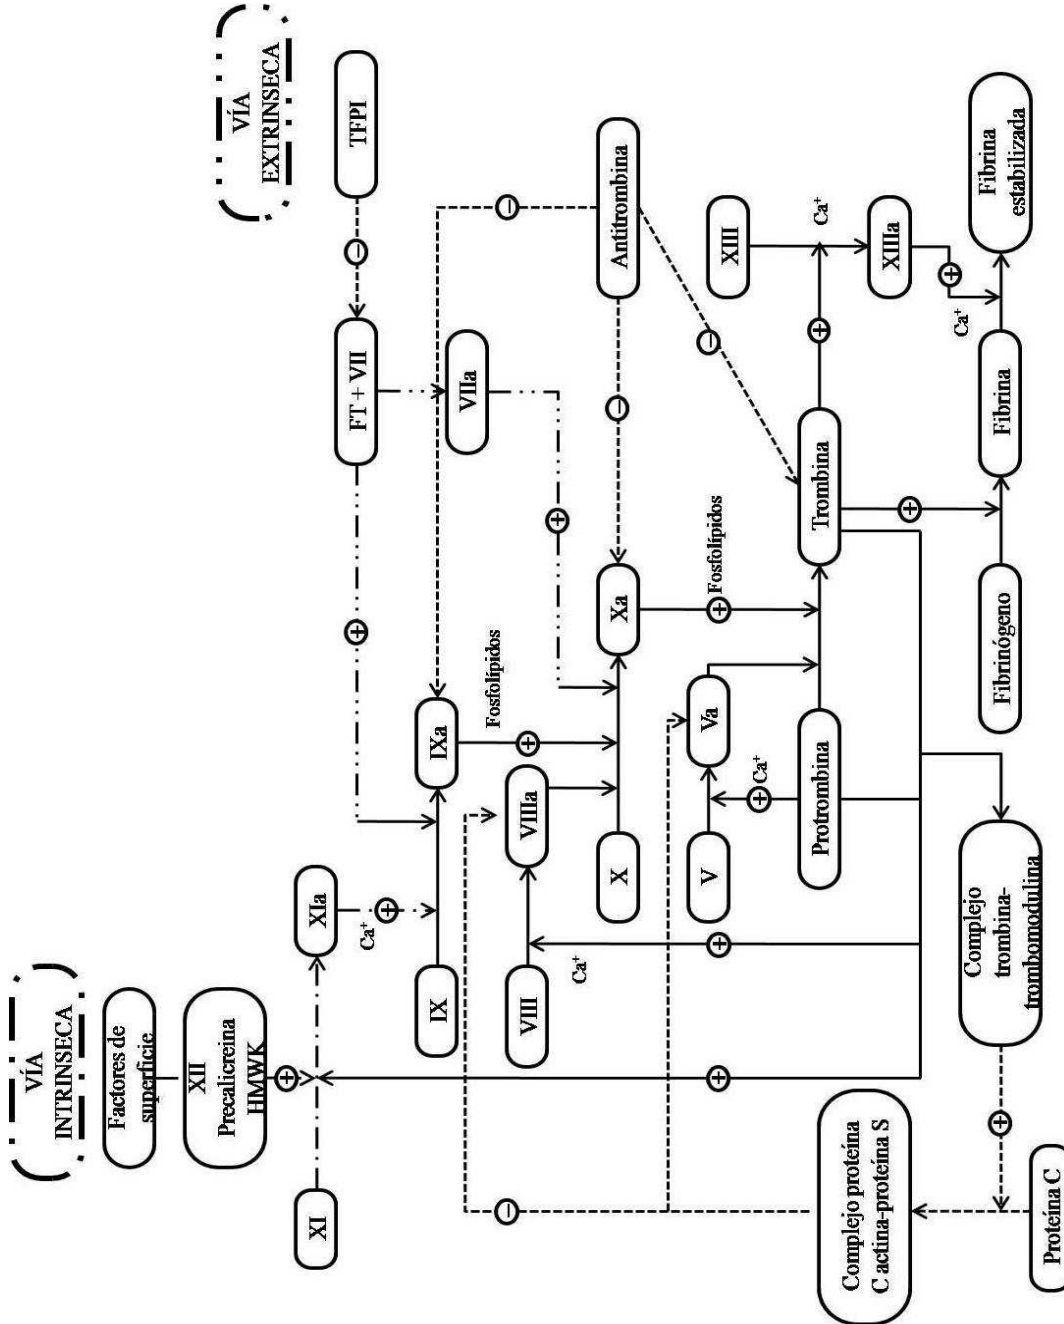 VÍA
INTRINSECA
VÍA
EXTRINSECA
Factores de
superficie
XII
Precalicreina
HMWK
XI
XIa
Ca+
TFPI
FT + VII
IX
IXa
VIIa
Fosfolípidos
VIII
VIIIa
Ca+
X
Xa
Antitrombina
Fosfolípidos
V
Va
Ca+
XIII
Ca+
XIIIa
Protrombina
Trombina
Complejo proteína
C actina-proteína S
Complejo
trombina-
trombomodulina
Ca+
Fibrinógeno
Fibrina
Fibrina
estabilizada
Proteína C